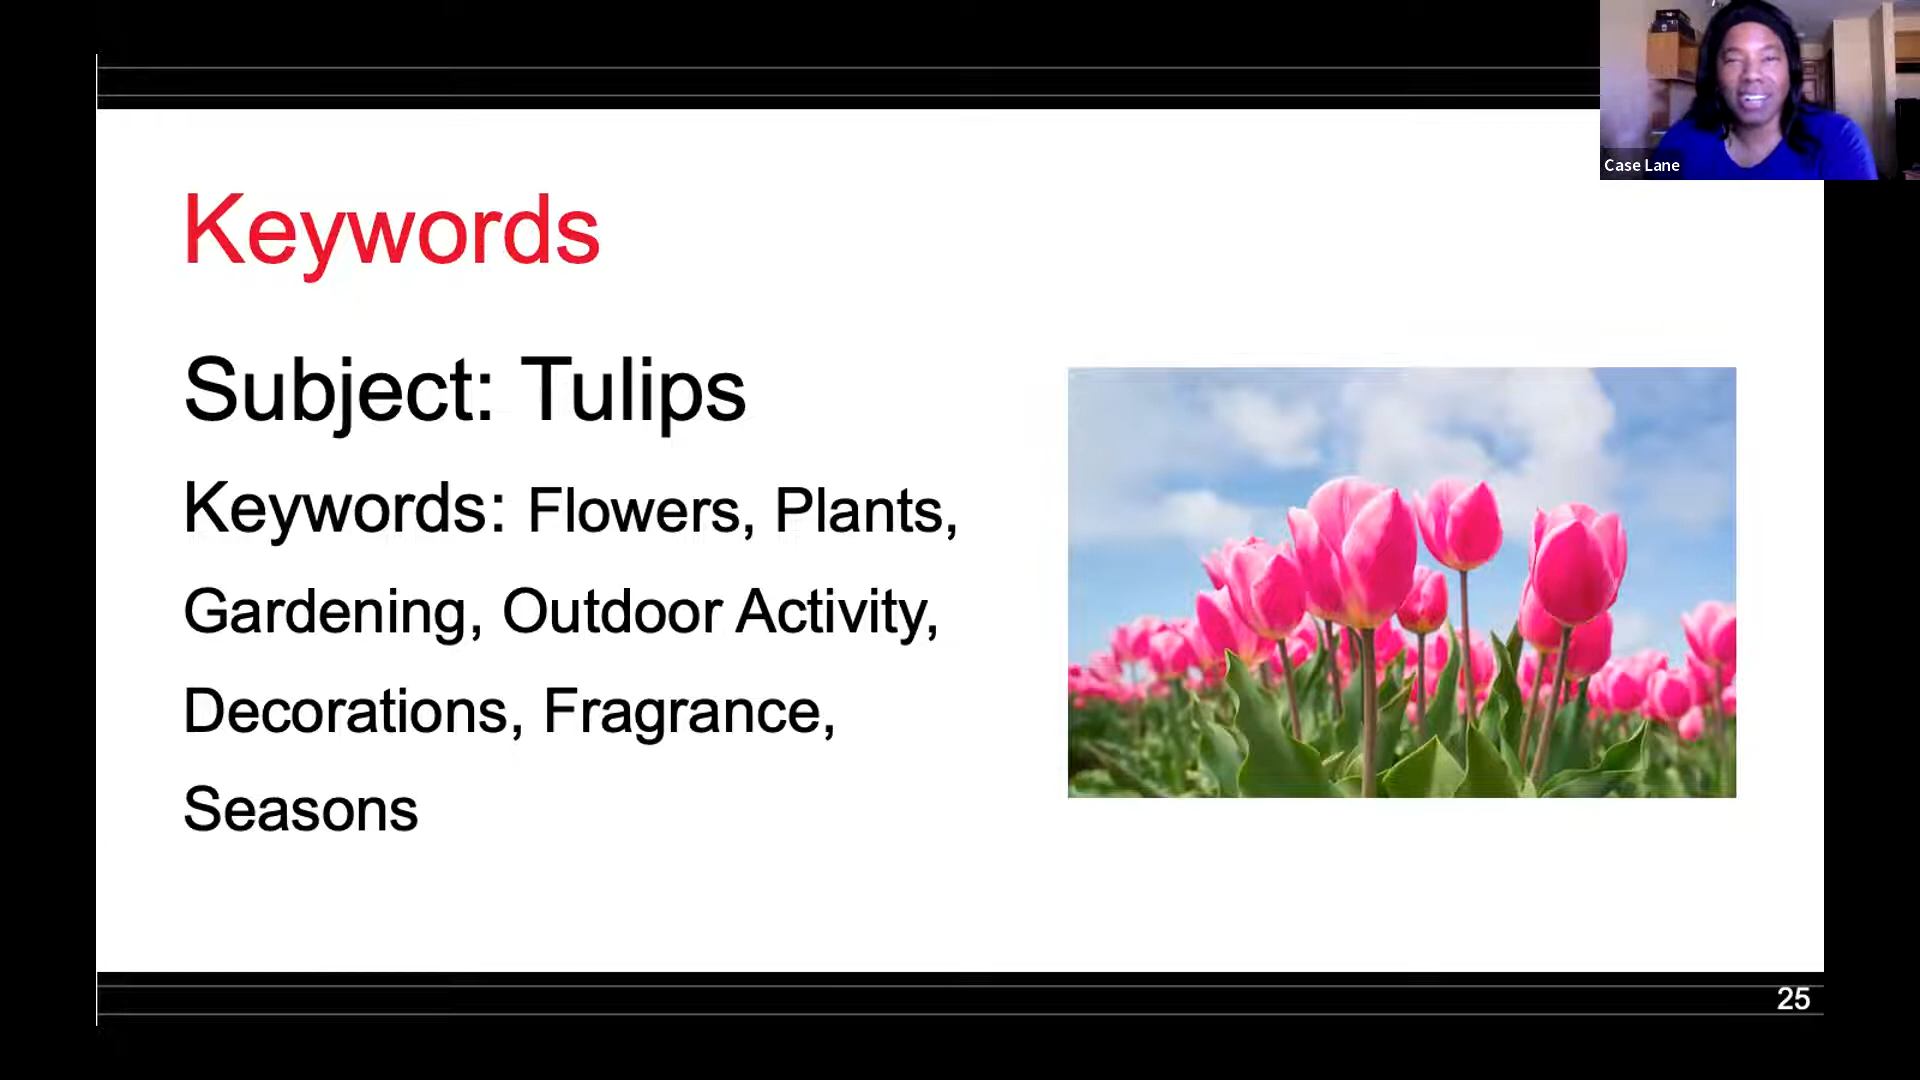 Case Lane
Keywords
Subject: Tulips
Keywords: Flowers, Plants,
Gardening, Outdoor Activity,
Decorations, Fragrance,
Seasons
25